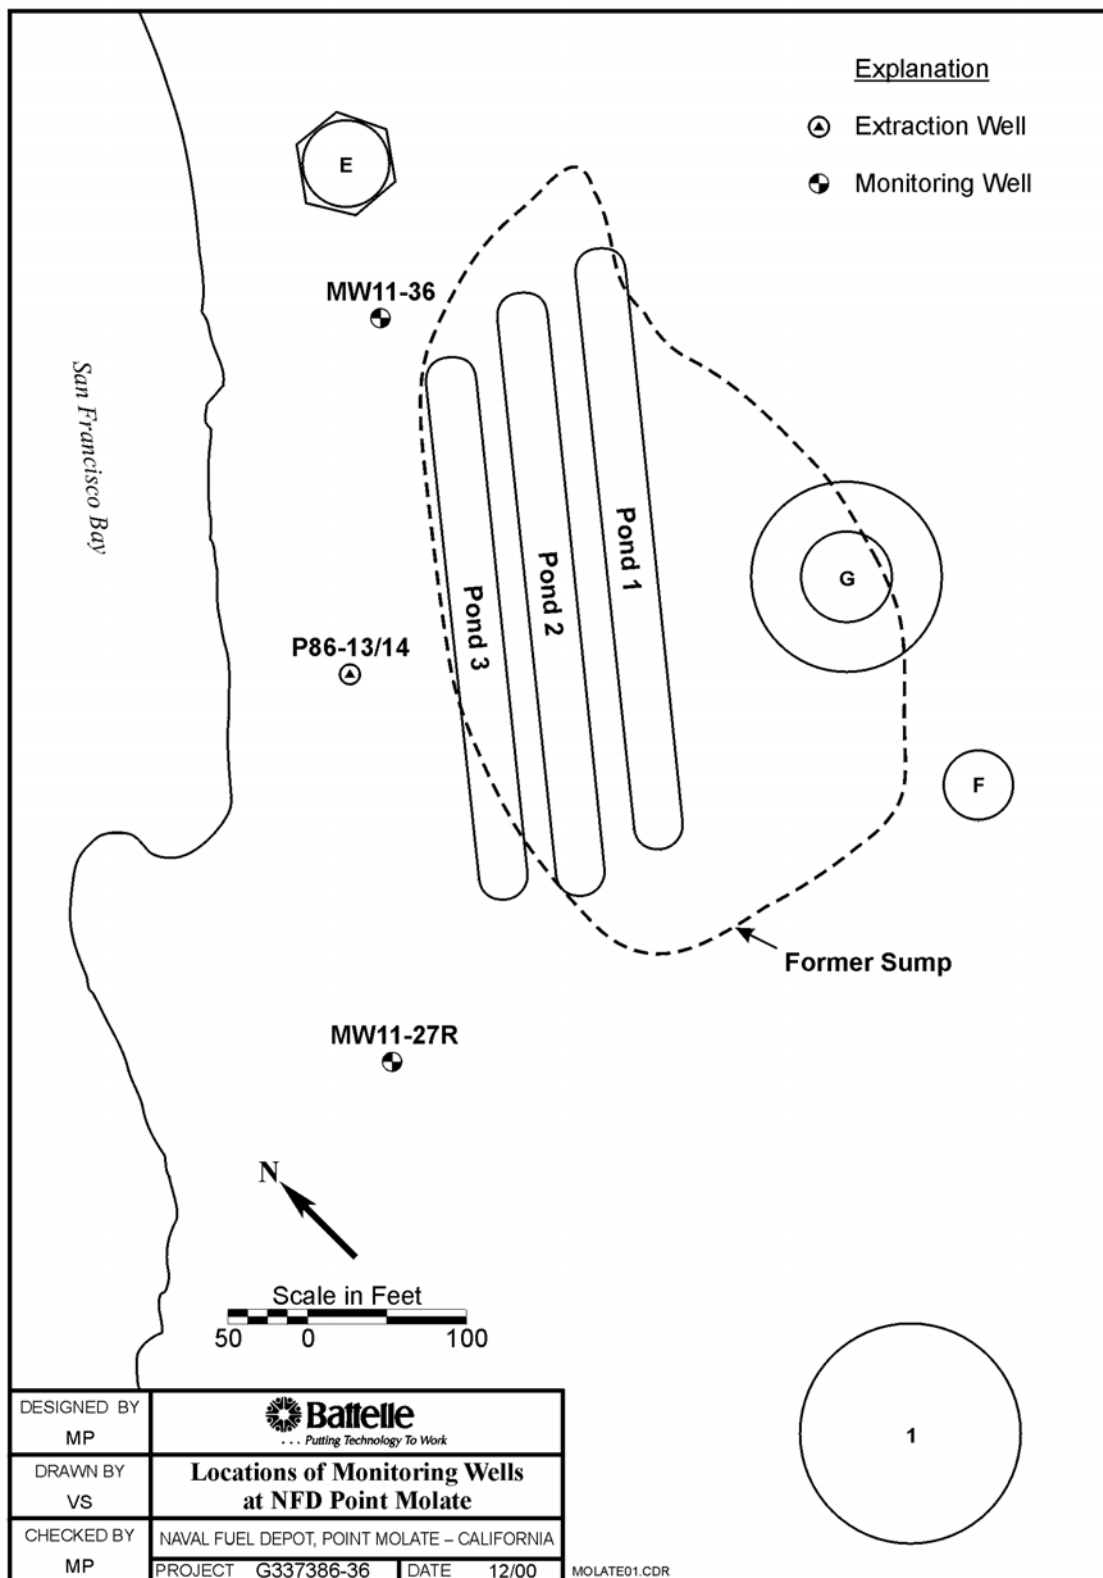 Explanation
Extraction Well
Monitoring Well
E
MW11-36
San Francisco Bay
Pond 1
Pond 2
Pond 3
G
P86-13/14
F
Former Sump
MW11-27R
N
Scale in Feet
50 0 100
1
DESIGNED BY
MP
Battelle
. . . Putting Technology To Work
DRAWN BY
VS
Locations of Monitoring Wells
at NFD Point Molate
CHECKED BY
MP
NAVAL FUEL DEPOT, POINT MOLATE – CALIFORNIA
PROJECT G337386-36 DATE 12/00
MOLATE01.CDR